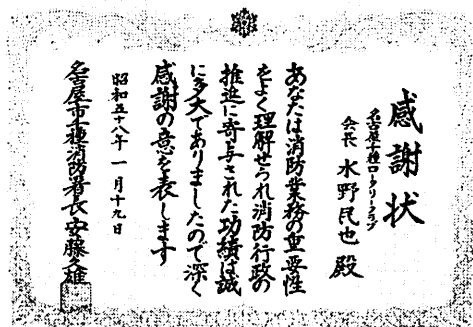 感謝状
名古屋千種ロータリークラブ
会長 水野民也 殿
あなたは消防業務の重要性
をよく理解せられ消防行政の
推進に寄与された功績は誠
に多大でありましたので深く
感謝の意を表します
昭和五十八年一月十九日
名古屋市千種消防署長 安藤 雄